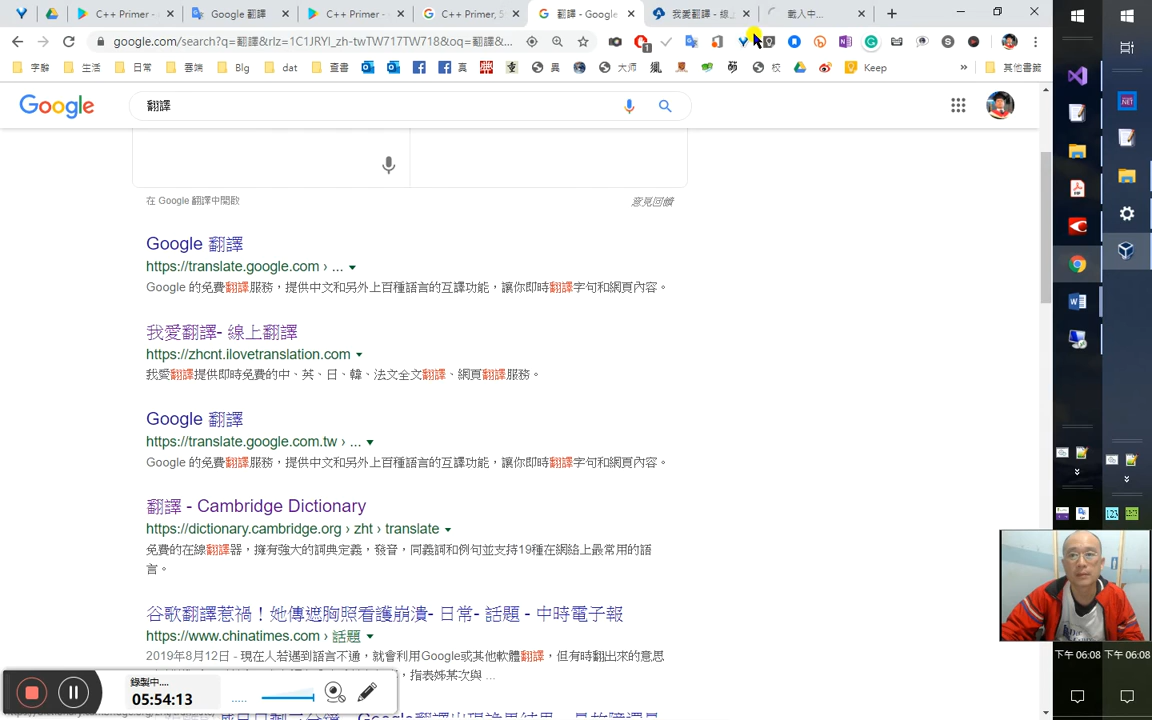 C++ Primer -
Google 翻譯
C++ Primer -
C++ Primer, 5
翻譯 - Google
我愛翻譯 - 線上
載入中...
google.com/search?q=翻譯&rlz=1C1JRYI_zh-twTW717TW718&oq=翻譯&...
字辭
生活
日常
雲端
Blg
dat
查書
真
異
大师
萌
校
Keep
»
其他書籤
Google
翻譯
在 Google 翻譯中開啟
意見回饋
Google 翻譯
https://translate.google.com › ...
Google 的免費翻譯服務，提供中文和另外上百種語言的互譯功能，讓你即時翻譯字句和網頁內容。
我愛翻譯- 線上翻譯
https://zhcnt.ilovetranslation.com
我愛翻譯提供即時免費的中、英、日、韓、法文全文翻譯、網頁翻譯服務。
Google 翻譯
https://translate.google.com.tw › ...
Google 的免費翻譯服務，提供中文和另外上百種語言的互譯功能，讓你即時翻譯字句和網頁內容。
翻譯 - Cambridge Dictionary
https://dictionary.cambridge.org › zht › translate
免費的在線翻譯器，擁有強大的詞典定義，發音，同義詞和例句並支持19種在網絡上最常用的語
言。
谷歌翻譯惹禍！她傳遮胸照看護崩潰- 日常- 話題 - 中時電子報
https://www.chinatimes.com › 話題
2019年8月12日 - 現在人若遇到語言不通，就會利用Google或其他軟體翻譯，但有時翻出來的意思
，指表姊某次與 ...
錄製中....
05:54:13
下午 06:08
下午 06:08